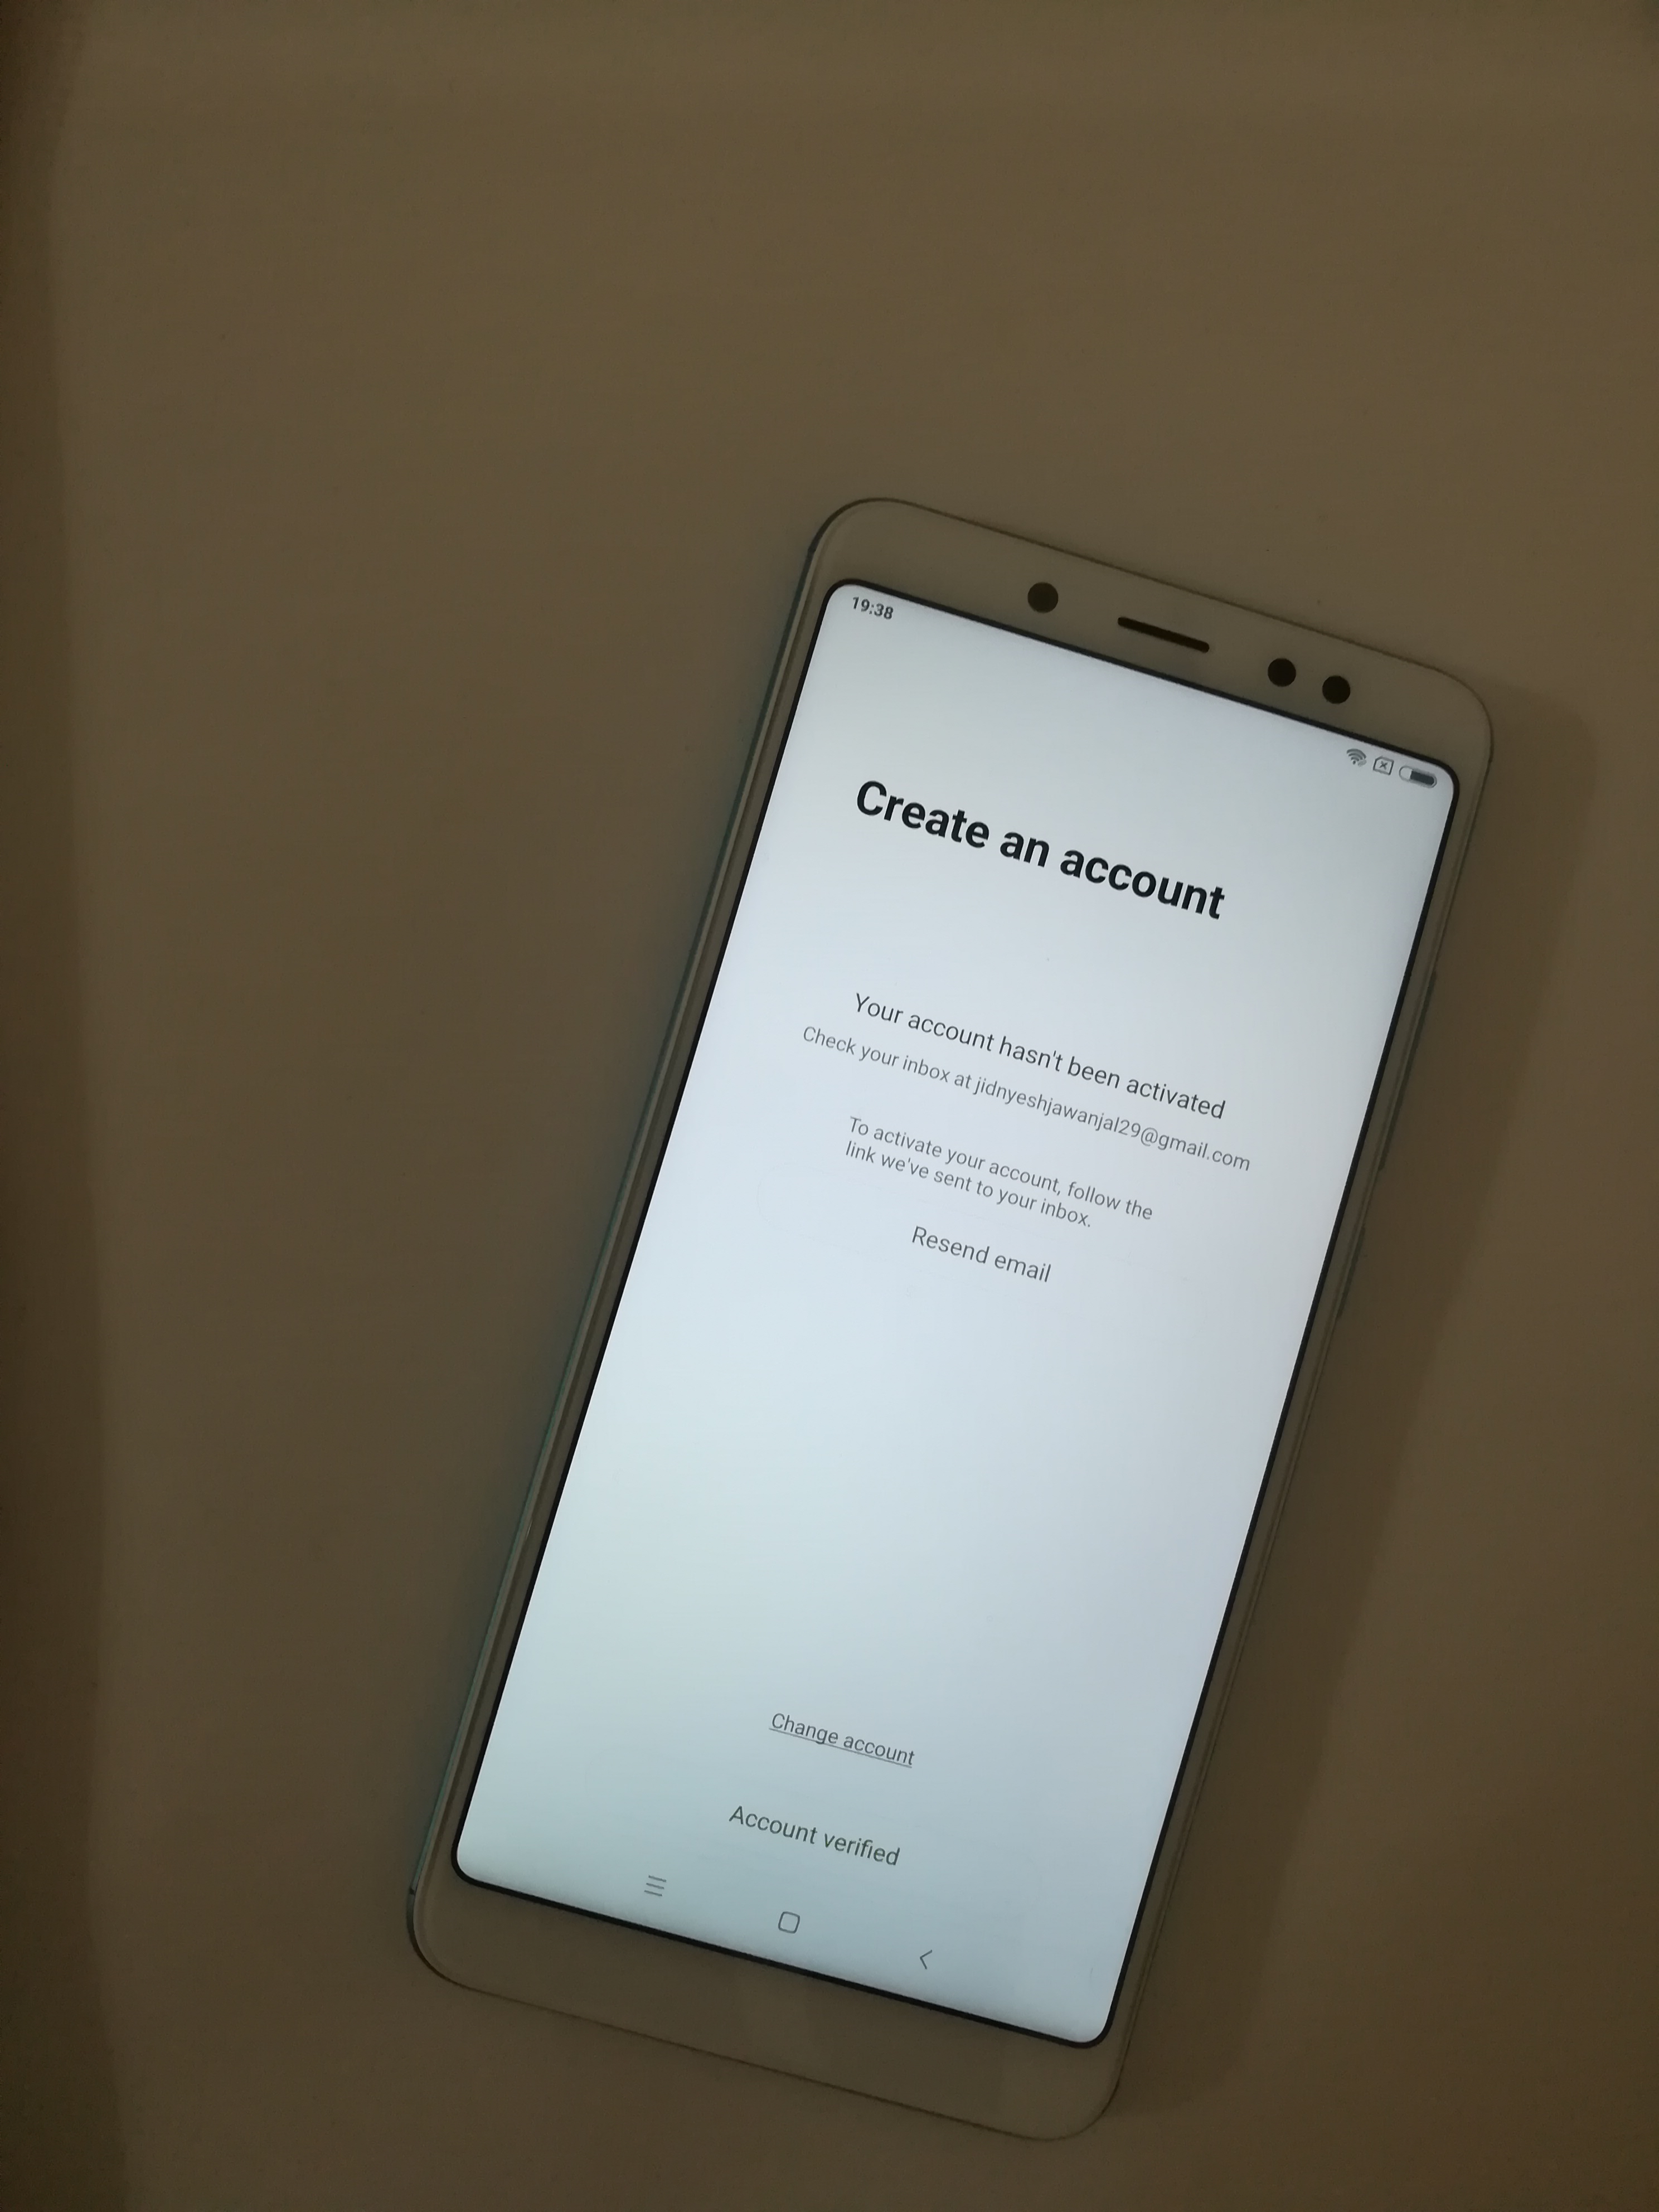 19:38
Create an account
Your account hasn't been activated
Check your inbox at jidnyeshjawanjal29@gmail.com
To activate your account, follow the
link we've sent to your inbox.
Resend email
Change account
Account verified